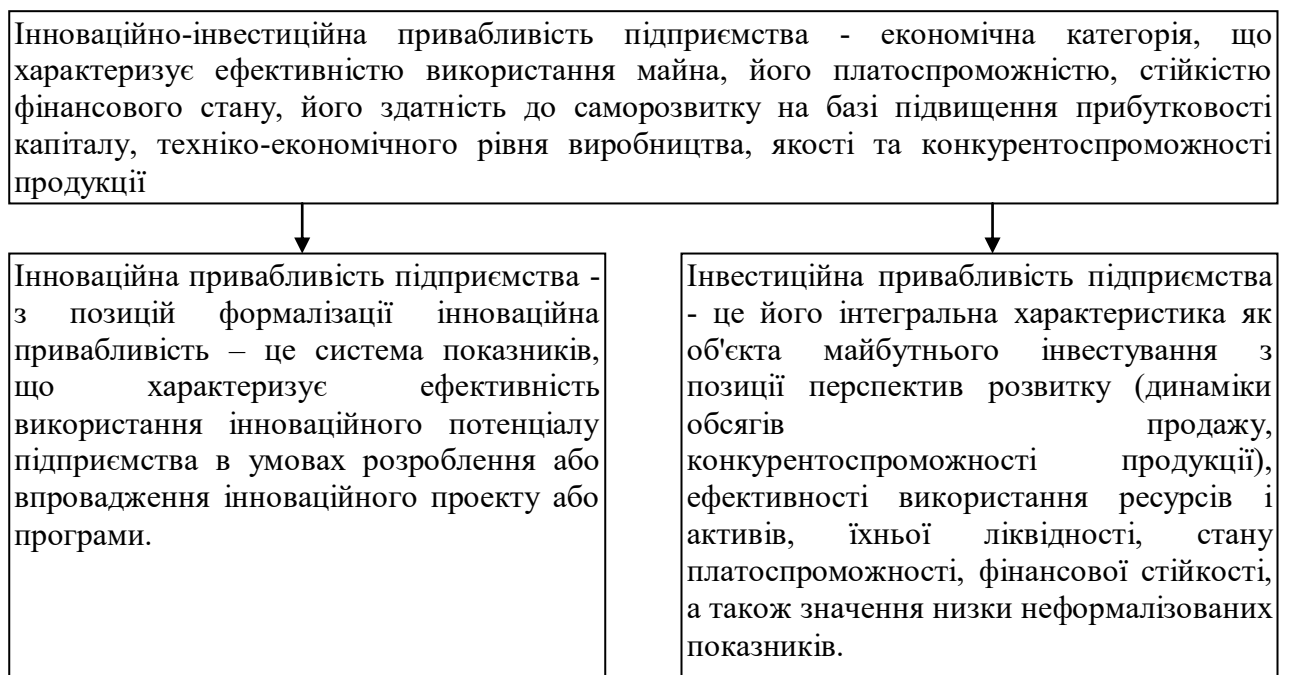 Інноваційно-інвестиційна привабливість підприємства - економічна категорія, що
характеризує ефективністю використання майна, його платоспроможністю, стійкістю
фінансового стану, його здатність до саморозвитку на базі підвищення прибутковості
капіталу, техніко-економічного рівня виробництва, якості та конкурентоспроможності
продукції
Інноваційна привабливість підприємства -
з позицій формалізації інноваційна
привабливість – це система показників,
що характеризує ефективність
використання інноваційного потенціалу
підприємства в умовах розроблення або
впровадження інноваційного проекту або
програми.
Інвестиційна привабливість підприємства
- це його інтегральна характеристика як
об'єкта майбутнього інвестування з
позиції перспектив розвитку (динаміки
обсягів продажу,
конкурентоспроможності продукції),
ефективності використання ресурсів і
активів, їхньої ліквідності, стану
платоспроможності, фінансової стійкості,
а також значення низки неформалізованих
показників.